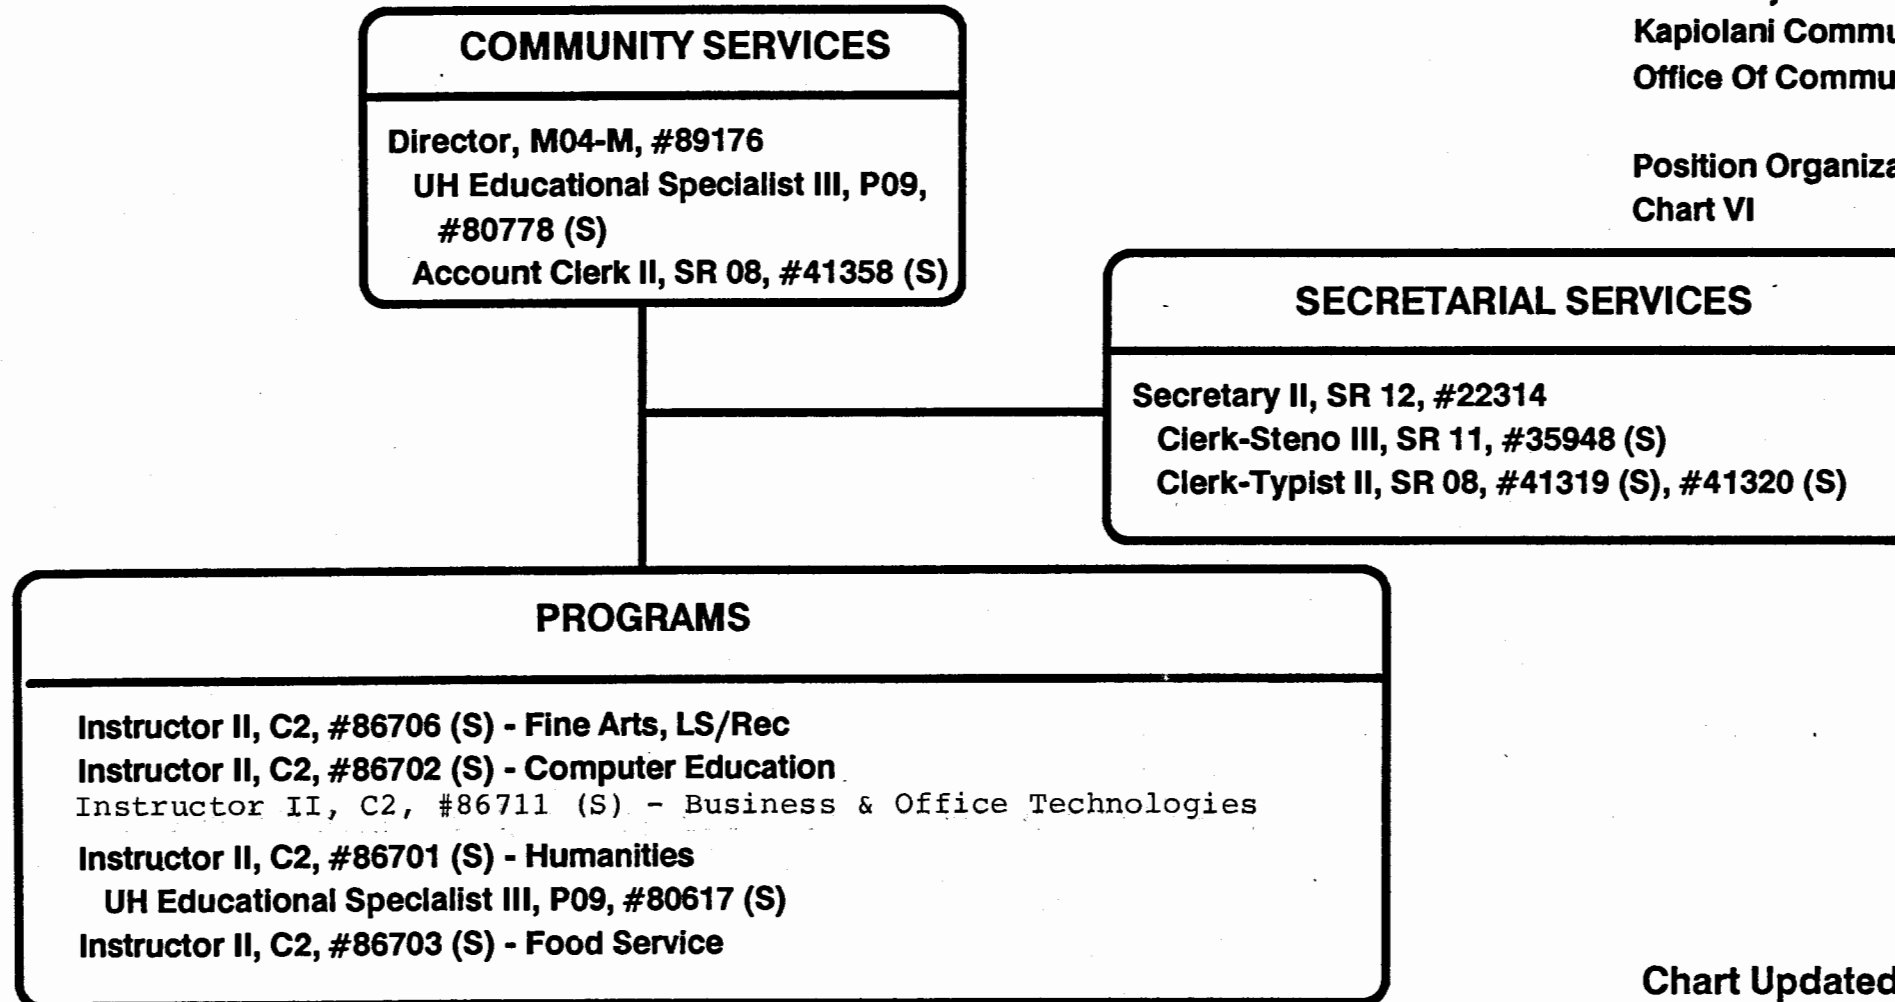 COMMUNITY SERVICES
Director, M04-M, #89176
UH Educational Specialist III, P09,
#80778 (S)
Account Clerk II, SR 08, #41358 (S)
Kapiolani
Office Of
Position
Chart VI
SECRETARIAL SERVICES
Secretary II, SR 12, #22314
Clerk-Steno III, SR 11, #35948 (S)
Clerk-Typist II, SR 08, #41319 (S), #41320 (S)
PROGRAMS
Instructor II, C2, #86706 (S) - Fine Arts, LS/Rec
Instructor II, C2, #86702 (S) - Computer Education
Instructor II, C2, #86711 (S) - Business & Office Technologies
Instructor II, C2, #86701 (S) - Humanities
UH Educational Specialist III, P09, #80617 (S)
Instructor II, C2, #86703 (S) - Food Service
Chart Updated